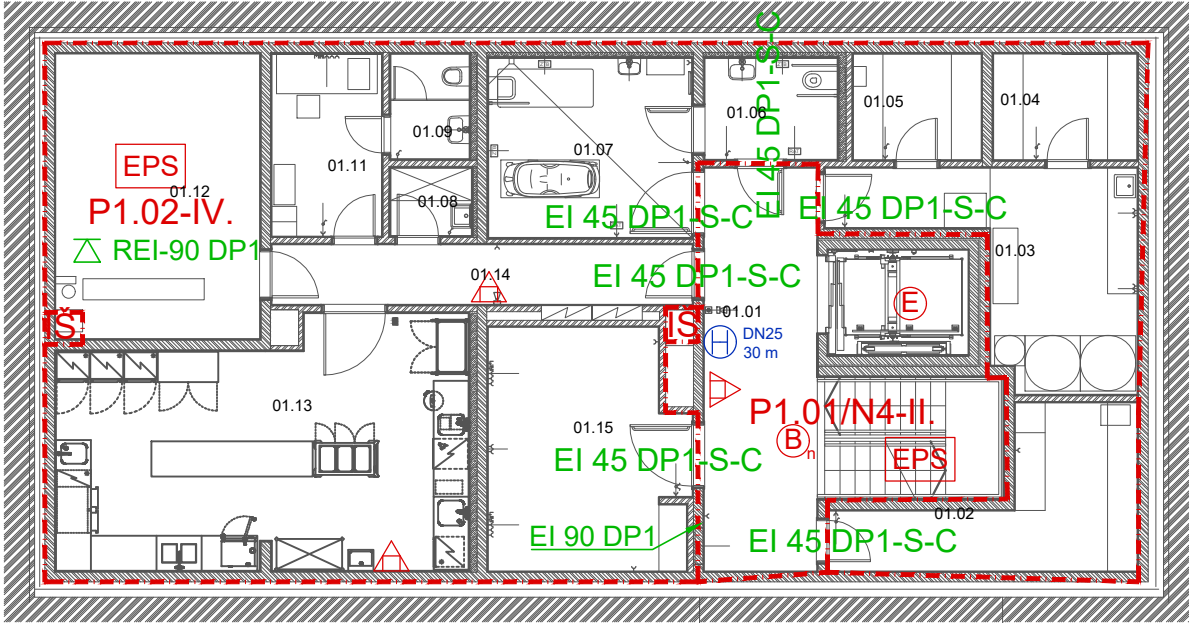 EI 45 DP1-S-C
01.05
01.04
01.06
01.09
01.07
01.11
EPS
01.12
01.08
P1.02-IV.
EI 45 DP1-S-C
EI 45 DP1-S-C
REI-90 DP1
01.03
EI 45 DP1-S-C
01.14
E
Š
IŠ
01.01
H
DN25
30 m
01.13
P1.01/N4-II.
01.15
B
n
EI 45 DP1-S-C
EPS
01.02
EI 90 DP1
EI 45 DP1-S-C